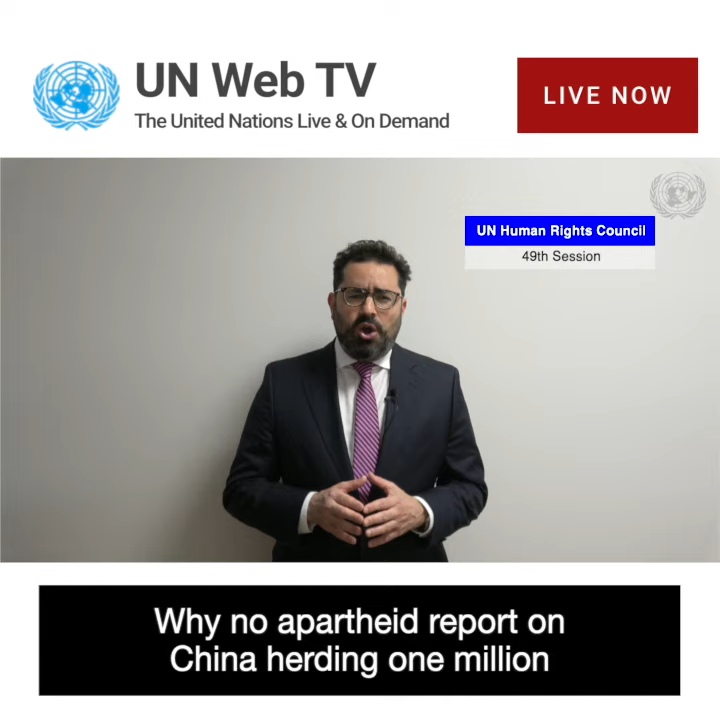 UN Web TV
The United Nations Live & On Demand
LIVE NOW
UN Human Rights Council
49th Session
Why no apartheid report on
China herding one million